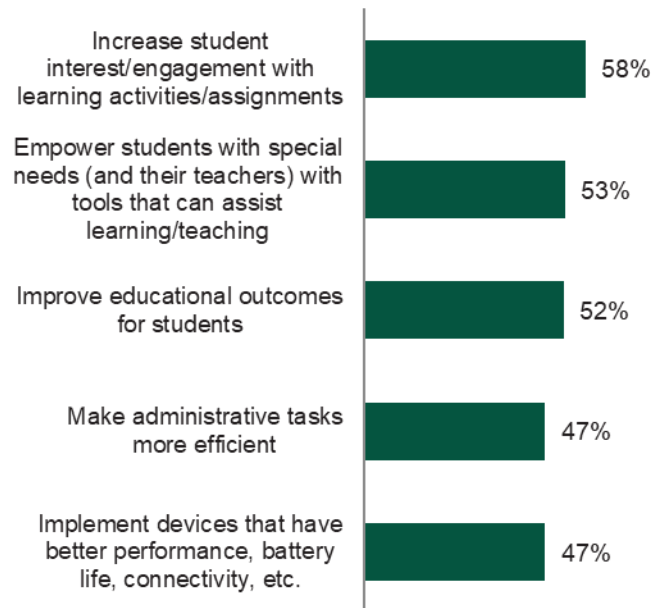 Increase student
interest/engagement with
learning activities/assignments
58%
Empower students with special
needs (and their teachers) with
tools that can assist
learning/teaching
53%
Improve educational outcomes
for students
52%
Make administrative tasks
more efficient
47%
Implement devices that have
better performance, battery
life, connectivity, etc.
47%